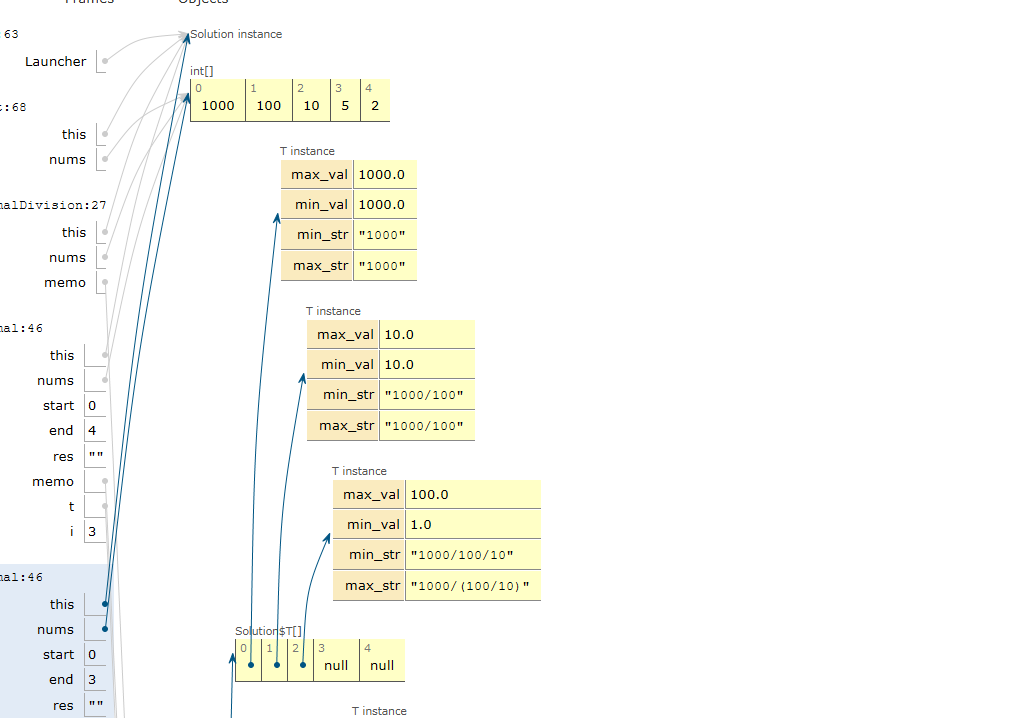 Frames Objects
:63
Solution instance
Launcher
int[]
0 1 2 3 4
1000 100 10 5 2
t:68
this
nums
T instance
max_val 1000.0
min_val 1000.0
min_str "1000"
max_str "1000"
malDivision:27
this
nums
memo
T instance
max_val 10.0
min_val 10.0
min_str "1000/100"
max_str "1000/100"
mal:46
this
nums
start 0
end 4
res ""
memo
t
i 3
T instance
max_val 100.0
min_val 1.0
min_str "1000/100/10"
max_str "1000/(100/10)"
mal:46
this
nums
start 0
end 3
res ""
Solution$T[]
0 1 2 3 4
null null
T instance